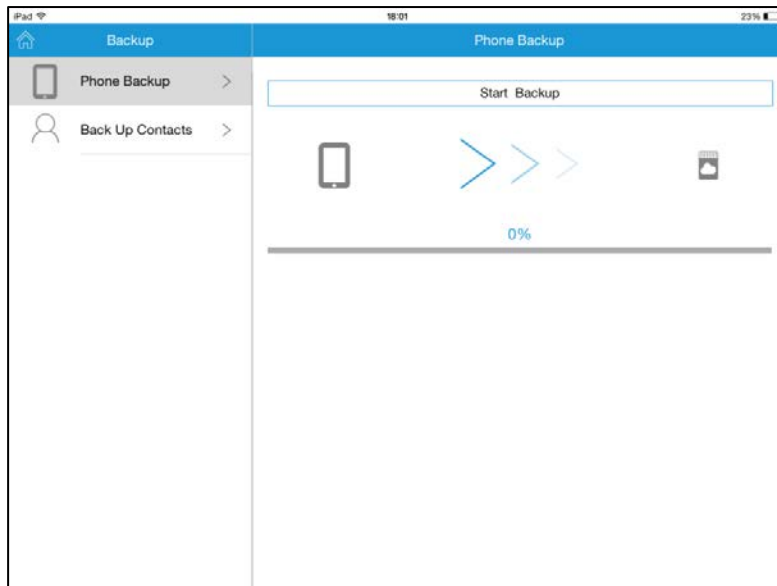 iPad 18:01 23%
Backup Phone Backup
Phone Backup
Start Backup
Back Up Contacts
0%